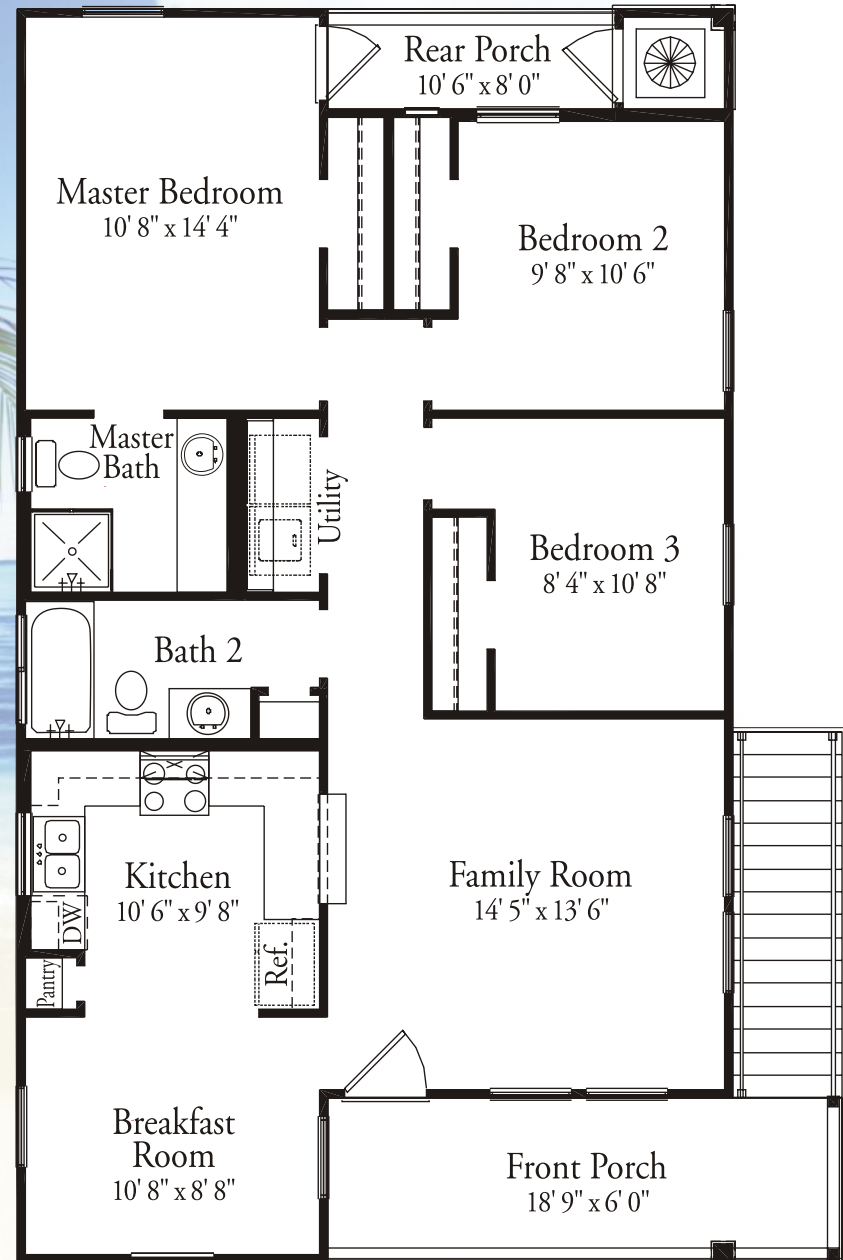 Rear Porch
10' 6" x 8' 0"
Master Bedroom
10' 8" x 14' 4"
Bedroom 2
9' 8" x 10' 6"
Master
Bath
Utility
Bedroom 3
8' 4" x 10' 8"
Bath 2
Kitchen
10' 6" x 9' 8"
Family Room
14' 5" x 13' 6"
DW
Ref.
Pantry
Breakfast
Room
10' 8" x 8' 8"
Front Porch
18' 9" x 6' 0"